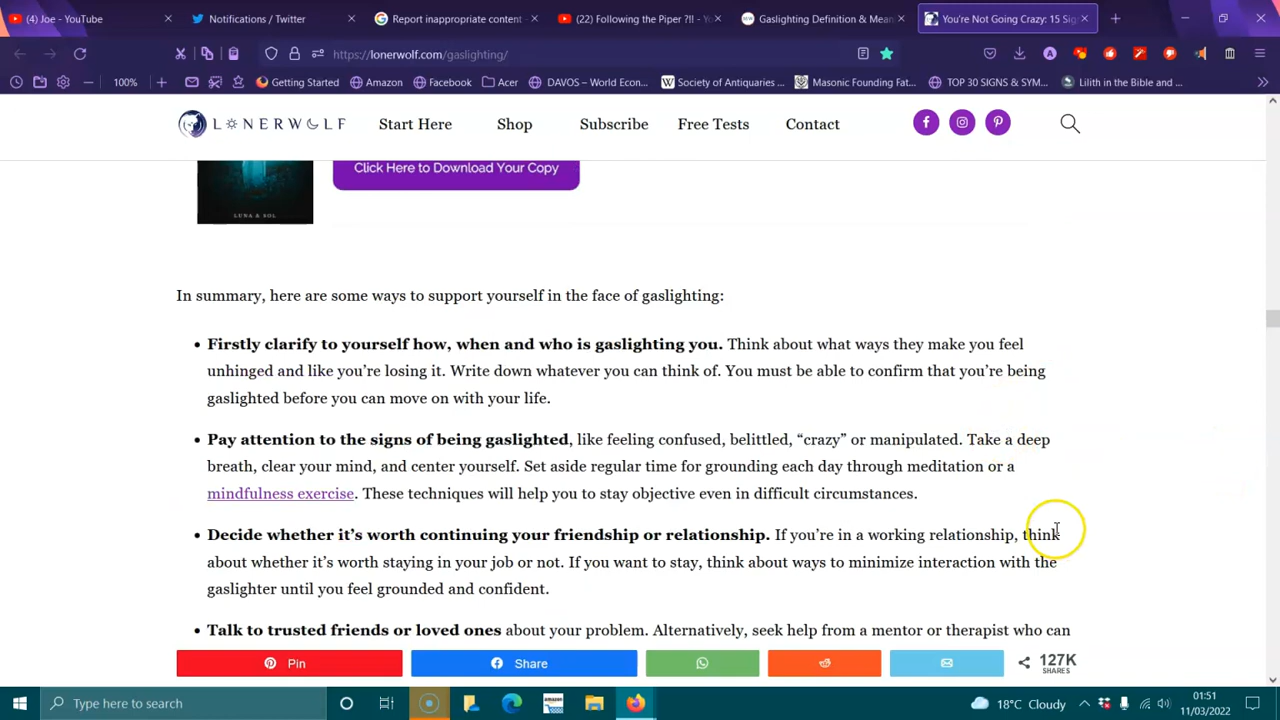 (4) Joe - YouTube
Notifications / Twitter
Report inappropriate content -
(22) Following the Piper ?!! - Yo
Gaslighting Definition & Mean
You're Not Going Crazy: 15 Sig
https://lonerwolf.com/gaslighting/
100%
Getting Started
Amazon
Facebook
Acer
DAVOS – World Econ...
Society of Antiquaries ...
Masonic Founding Fat...
TOP 30 SIGNS & SYM...
Lilith in the Bible and ...
LONERWOLF
Start Here
Shop
Subscribe
Free Tests
Contact
Click Here to Download Your Copy
LUNA & SOL
In summary, here are some ways to support yourself in the face of gaslighting:
• Firstly clarify to yourself how, when and who is gaslighting you. Think about what ways they make you feel
unhinged and like you’re losing it. Write down whatever you can think of. You must be able to confirm that you’re being
gaslighted before you can move on with your life.
• Pay attention to the signs of being gaslighted, like feeling confused, belittled, “crazy” or manipulated. Take a deep
breath, clear your mind, and center yourself. Set aside regular time for grounding each day through meditation or a
mindfulness exercise. These techniques will help you to stay objective even in difficult circumstances.
• Decide whether it’s worth continuing your friendship or relationship. If you’re in a working relationship, think
about whether it’s worth staying in your job or not. If you want to stay, think about ways to minimize interaction with the
gaslighter until you feel grounded and confident.
• Talk to trusted friends or loved ones about your problem. Alternatively, seek help from a mentor or therapist who can
Pin
Share
127K
SHARES
Type here to search
18°C Cloudy
01:51
11/03/2022